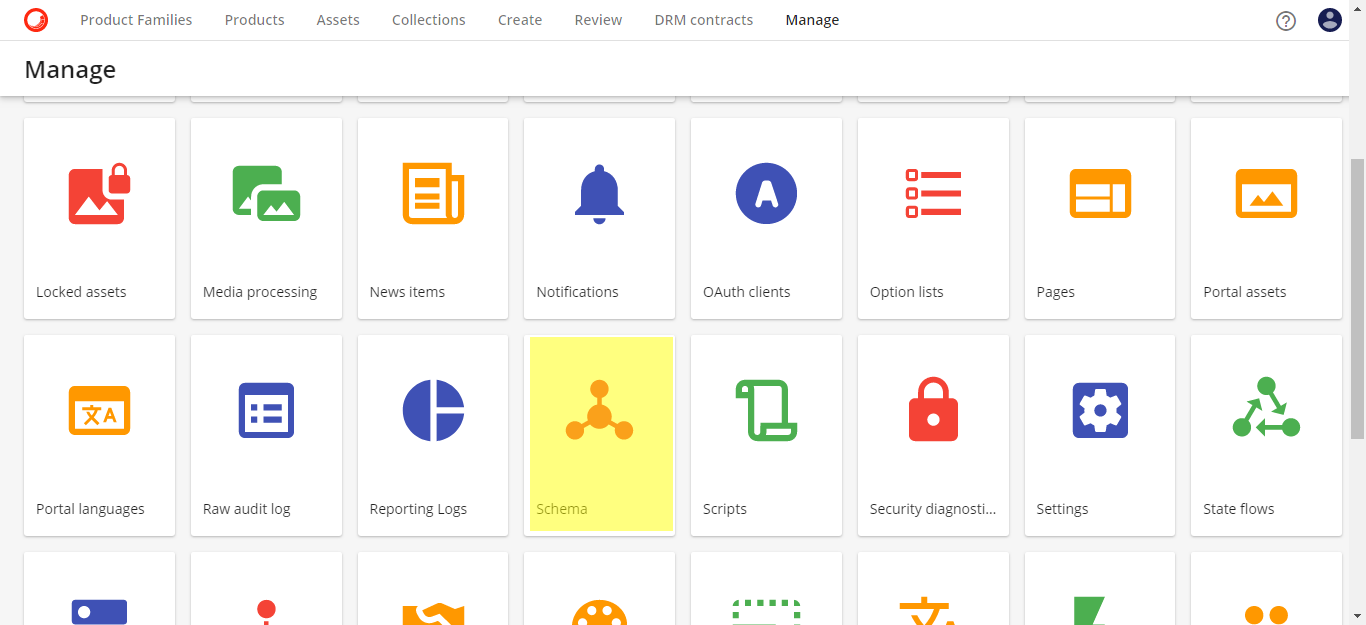 Product Families Products Assets Collections Create Review DRM contracts Manage
Manage
Locked assets Media processing News items Notifications OAuth clients Option lists Pages Portal assets
Portal languages Raw audit log Reporting Logs Schema Scripts Security diagnosti... Settings State flows